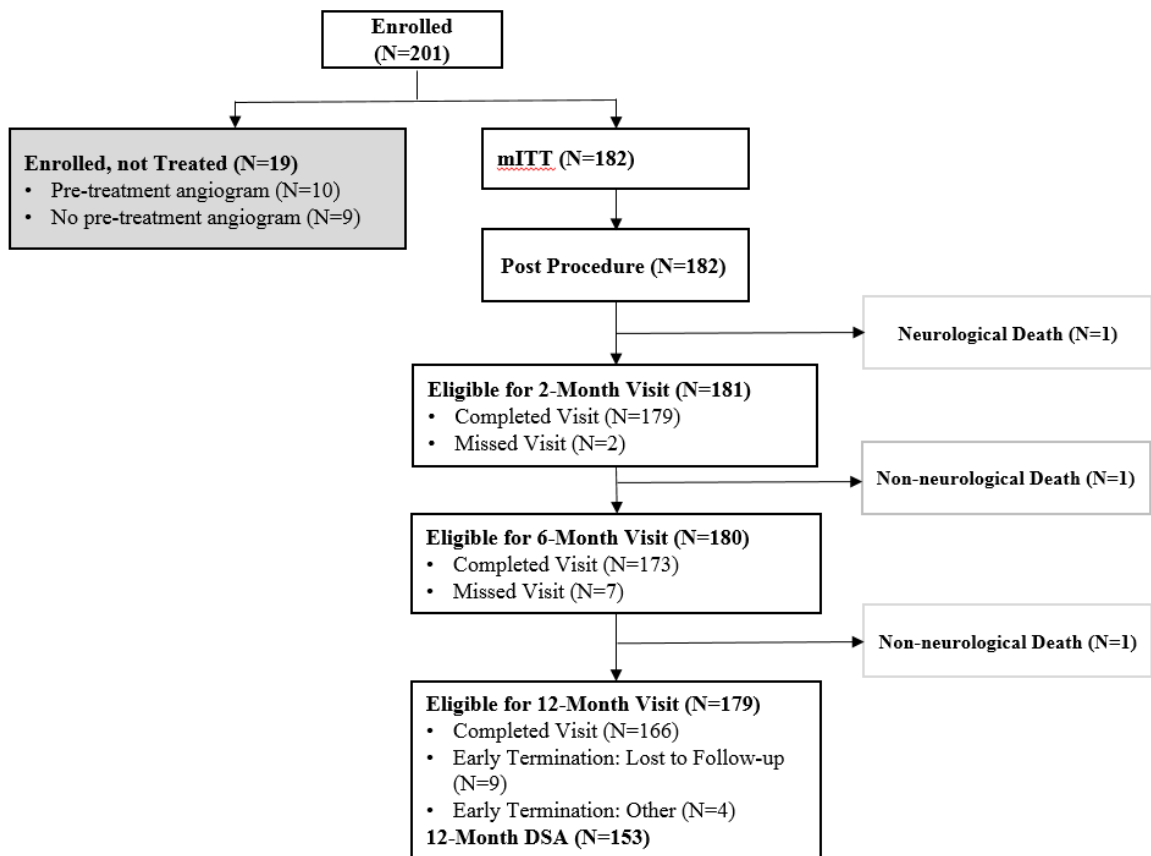 Enrolled
(N=201)
Enrolled, not Treated (N=19)
• Pre-treatment angiogram (N=10)
• No pre-treatment angiogram (N=9)
mITT (N=182)
Post Procedure (N=182)
Neurological Death (N=1)
Eligible for 2-Month Visit (N=181)
• Completed Visit (N=179)
• Missed Visit (N=2)
Non-neurological Death (N=1)
Eligible for 6-Month Visit (N=180)
• Completed Visit (N=173)
• Missed Visit (N=7)
Non-neurological Death (N=1)
Eligible for 12-Month Visit (N=179)
• Completed Visit (N=166)
• Early Termination: Lost to Follow-up
(N=9)
• Early Termination: Other (N=4)
12-Month DSA (N=153)